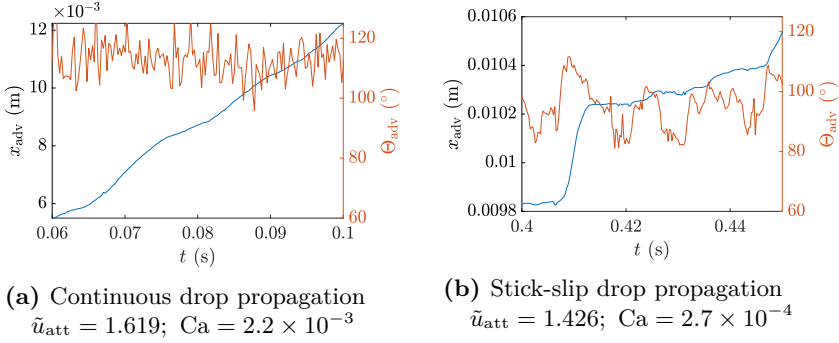 ×10⁻³
12
10
8
6
x_adv (m)
120
100
80
60
Θ_adv (°)
0.06 0.07 0.08 0.09 0.1
t (s)
0.0106
0.0104
0.0102
0.01
0.0098
x_adv (m)
120
100
80
60
Θ_adv (°)
0.4 0.42 0.44
t (s)
(a) Continuous drop propagation
ũ_att = 1.619; Ca = 2.2 × 10⁻³
(b) Stick-slip drop propagation
ũ_att = 1.426; Ca = 2.7 × 10⁻⁴